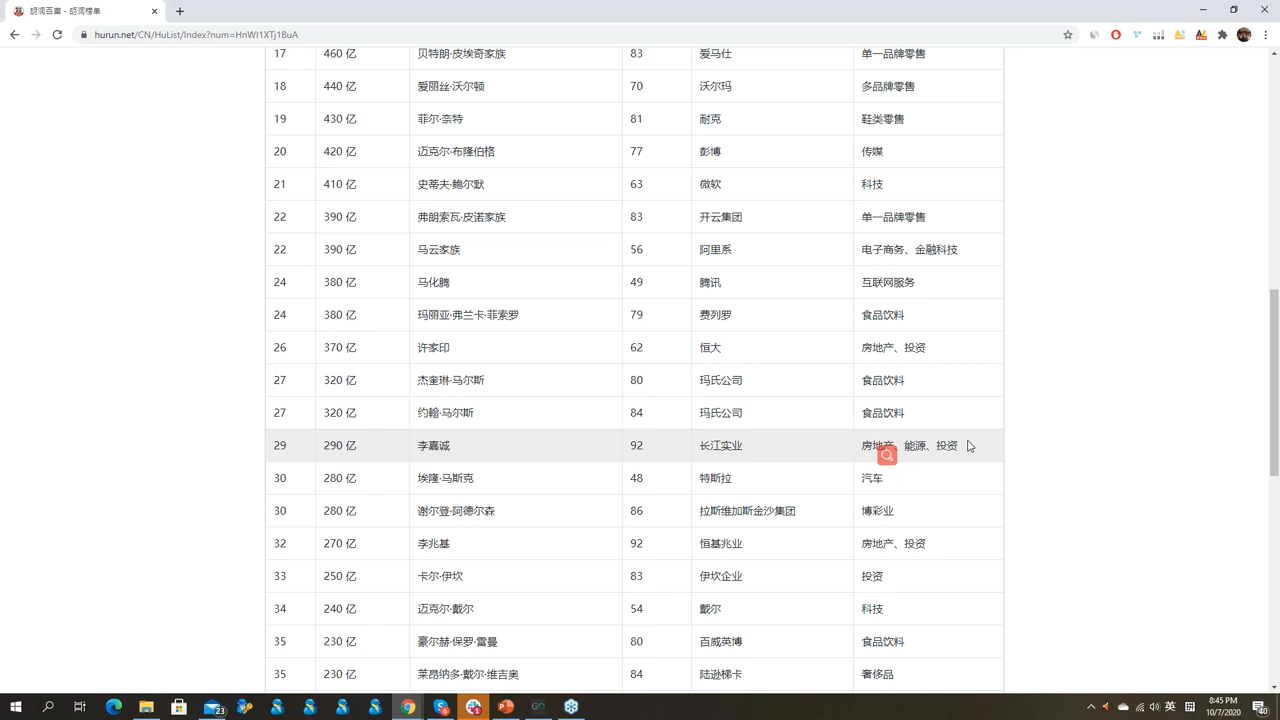 胡润百富 - 胡润榜单
hurun.net/CN/HuList/Index?num=HnWI1XTj1BuA
17 460 亿 贝特朗·皮埃奇家族 83 爱马仕 单一品牌零售
18 440 亿 爱丽丝·沃尔顿 70 沃尔玛 多品牌零售
19 430 亿 菲尔·奈特 81 耐克 鞋类零售
20 420 亿 迈克尔·布隆伯格 77 彭博 传媒
21 410 亿 史蒂夫·鲍尔默 63 微软 科技
22 390 亿 弗朗索瓦·皮诺家族 83 开云集团 单一品牌零售
22 390 亿 马云家族 56 阿里系 电子商务、金融科技
24 380 亿 马化腾 49 腾讯 互联网服务
24 380 亿 玛丽亚·弗兰卡·菲索罗 79 费列罗 食品饮料
26 370 亿 许家印 62 恒大 房地产、投资
27 320 亿 杰奎琳·马尔斯 80 玛氏公司 食品饮料
27 320 亿 约翰·马尔斯 84 玛氏公司 食品饮料
29 290 亿 李嘉诚 92 长江实业 房地产、能源、投资
30 280 亿 埃隆·马斯克 48 特斯拉 汽车
30 280 亿 谢尔登·阿德尔森 86 拉斯维加斯金沙集团 博彩业
32 270 亿 李兆基 92 恒基兆业 房地产、投资
33 250 亿 卡尔·伊坎 83 伊坎企业 投资
34 240 亿 迈克尔·戴尔 54 戴尔 科技
35 230 亿 豪尔赫·保罗·雷曼 80 百威英博 食品饮料
35 230 亿 莱昂纳多·戴尔·维吉奥 84 陆逊梯卡 奢侈品
23
英
8:45 PM
10/7/2020
40